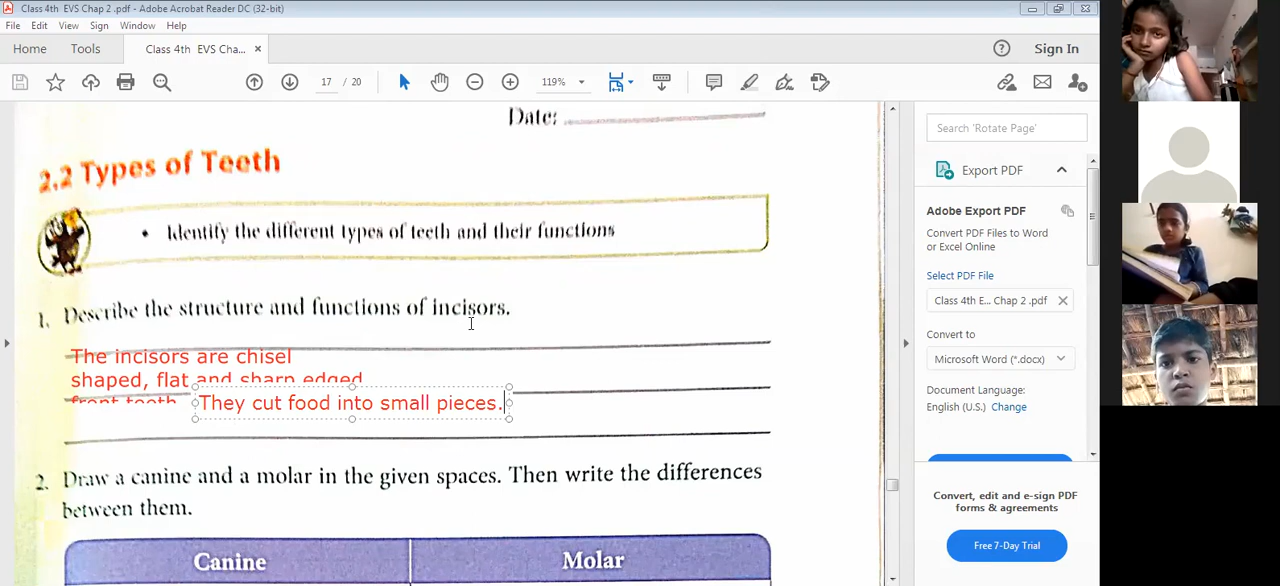 Class 4th EVS Chap 2 .pdf - Adobe Acrobat Reader DC (32-bit)
File Edit View Sign Window Help
Home Tools Class 4th EVS Cha... × Sign In
17 / 20 119%
Date:
2.2 Types of Teeth
• Identify the different types of teeth and their functions
1. Describe the structure and functions of incisors.
The incisors are chisel
shaped, flat and sharp edged
front teeth. They cut food into small pieces.
2. Draw a canine and a molar in the given spaces. Then write the differences
between them.
Canine Molar
Search 'Rotate Page'
Export PDF
Adobe Export PDF
Convert PDF Files to Word
or Excel Online
Select PDF File
Class 4th E... Chap 2 .pdf
Convert to
Microsoft Word (*.docx)
Document Language:
English (U.S.) Change
Convert, edit and e-sign PDF
forms & agreements
Free 7-Day Trial